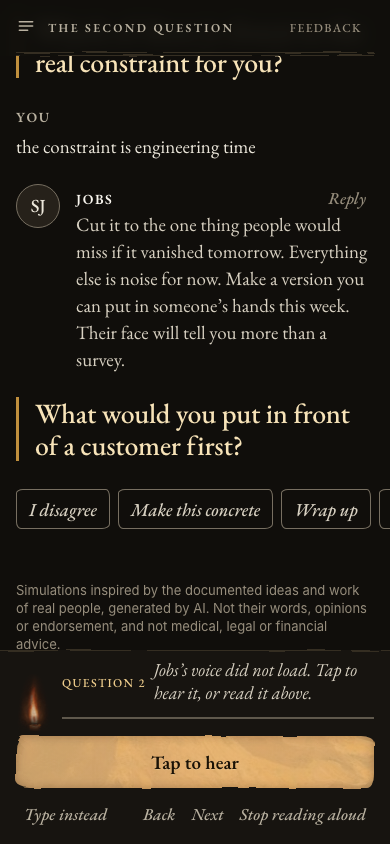 THE SECOND QUESTION
FEEDBACK
real constraint for you?
YOU
the constraint is engineering time
SJ
JOBS
Reply
Cut it to the one thing people would
miss if it vanished tomorrow. Everything
else is noise for now. Make a version you
can put in someone’s hands this week.
Their face will tell you more than a
survey.
What would you put in front
of a customer first?
I disagree
Make this concrete
Wrap up
Simulations inspired by the documented ideas and work
of real people, generated by AI. Not their words, opinions
or endorsement, and not medical, legal or financial
advice.
QUESTION 2
Jobs’s voice did not load. Tap to
hear it, or read it above.
Tap to hear
Type instead
Back
Next
Stop reading aloud